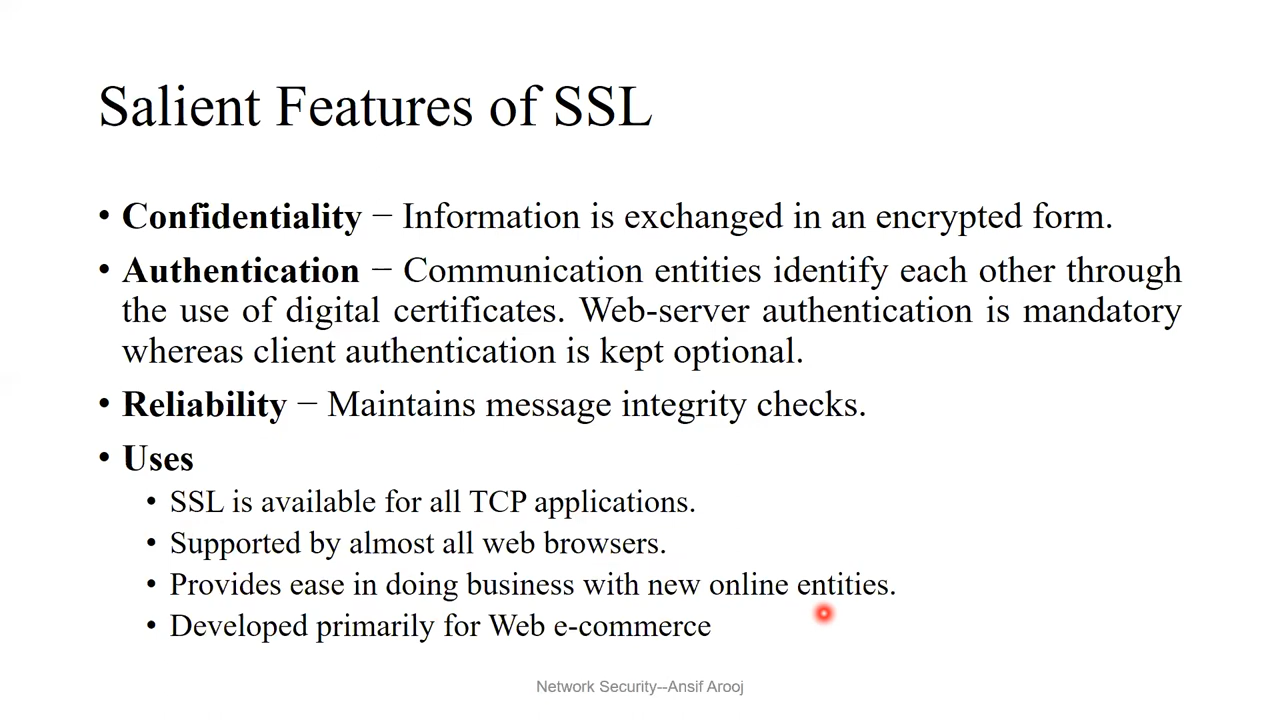 Salient Features of SSL
• Confidentiality − Information is exchanged in an encrypted form.
• Authentication − Communication entities identify each other through
the use of digital certificates. Web-server authentication is mandatory
whereas client authentication is kept optional.
• Reliability − Maintains message integrity checks.
• Uses
• SSL is available for all TCP applications.
• Supported by almost all web browsers.
• Provides ease in doing business with new online entities.
• Developed primarily for Web e-commerce
Network Security--Ansif Arooj